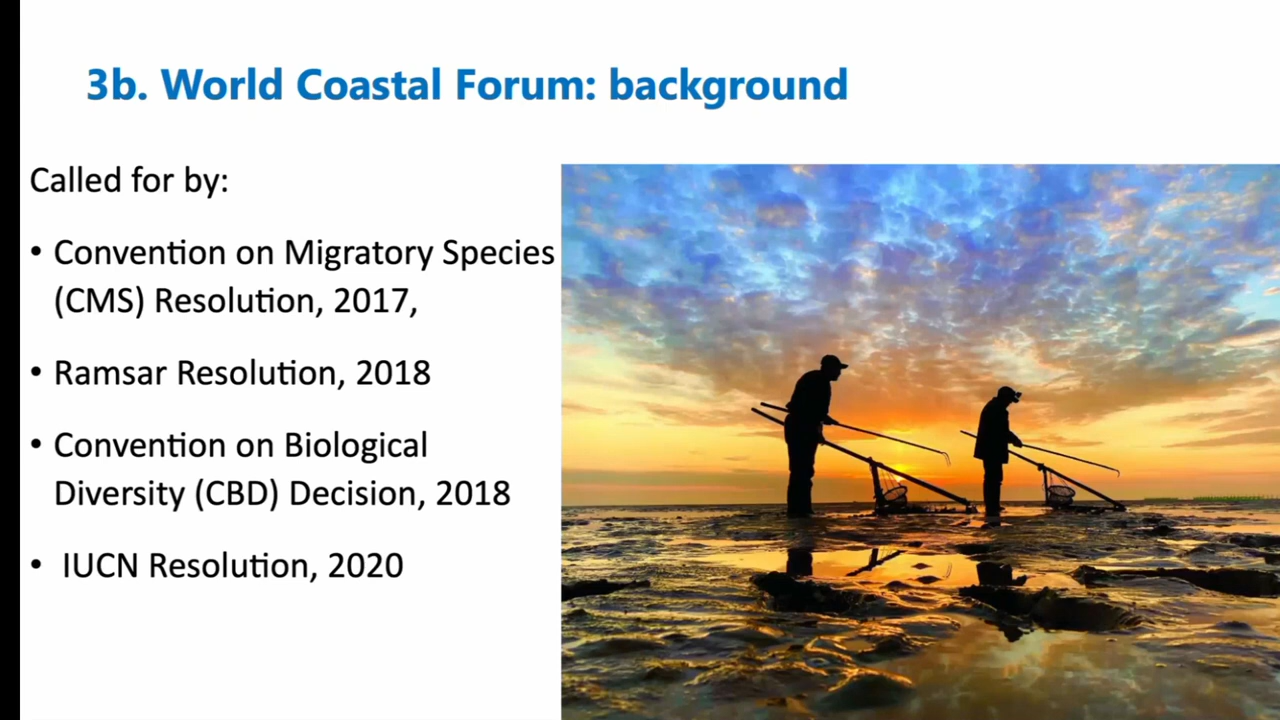 3b. World Coastal Forum: background
Called for by:
• Convention on Migratory Species
(CMS) Resolution, 2017,
• Ramsar Resolution, 2018
• Convention on Biological
Diversity (CBD) Decision, 2018
• IUCN Resolution, 2020